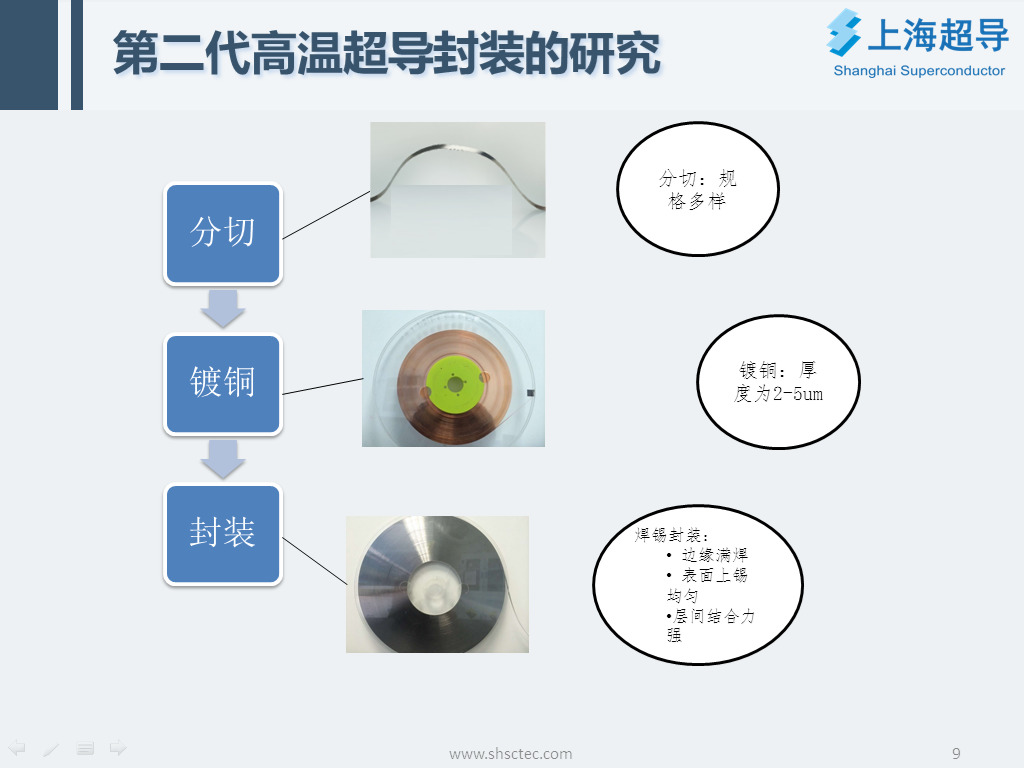 第二代高温超导封装的研究
上海超导
Shanghai Superconductor
分切
分切：规
格多样
镀铜
镀铜：厚
度为2-5um
封装
焊锡封装：
• 边缘满焊
• 表面上锡
均匀
•层间结合力
强
www.shsctec.com
9